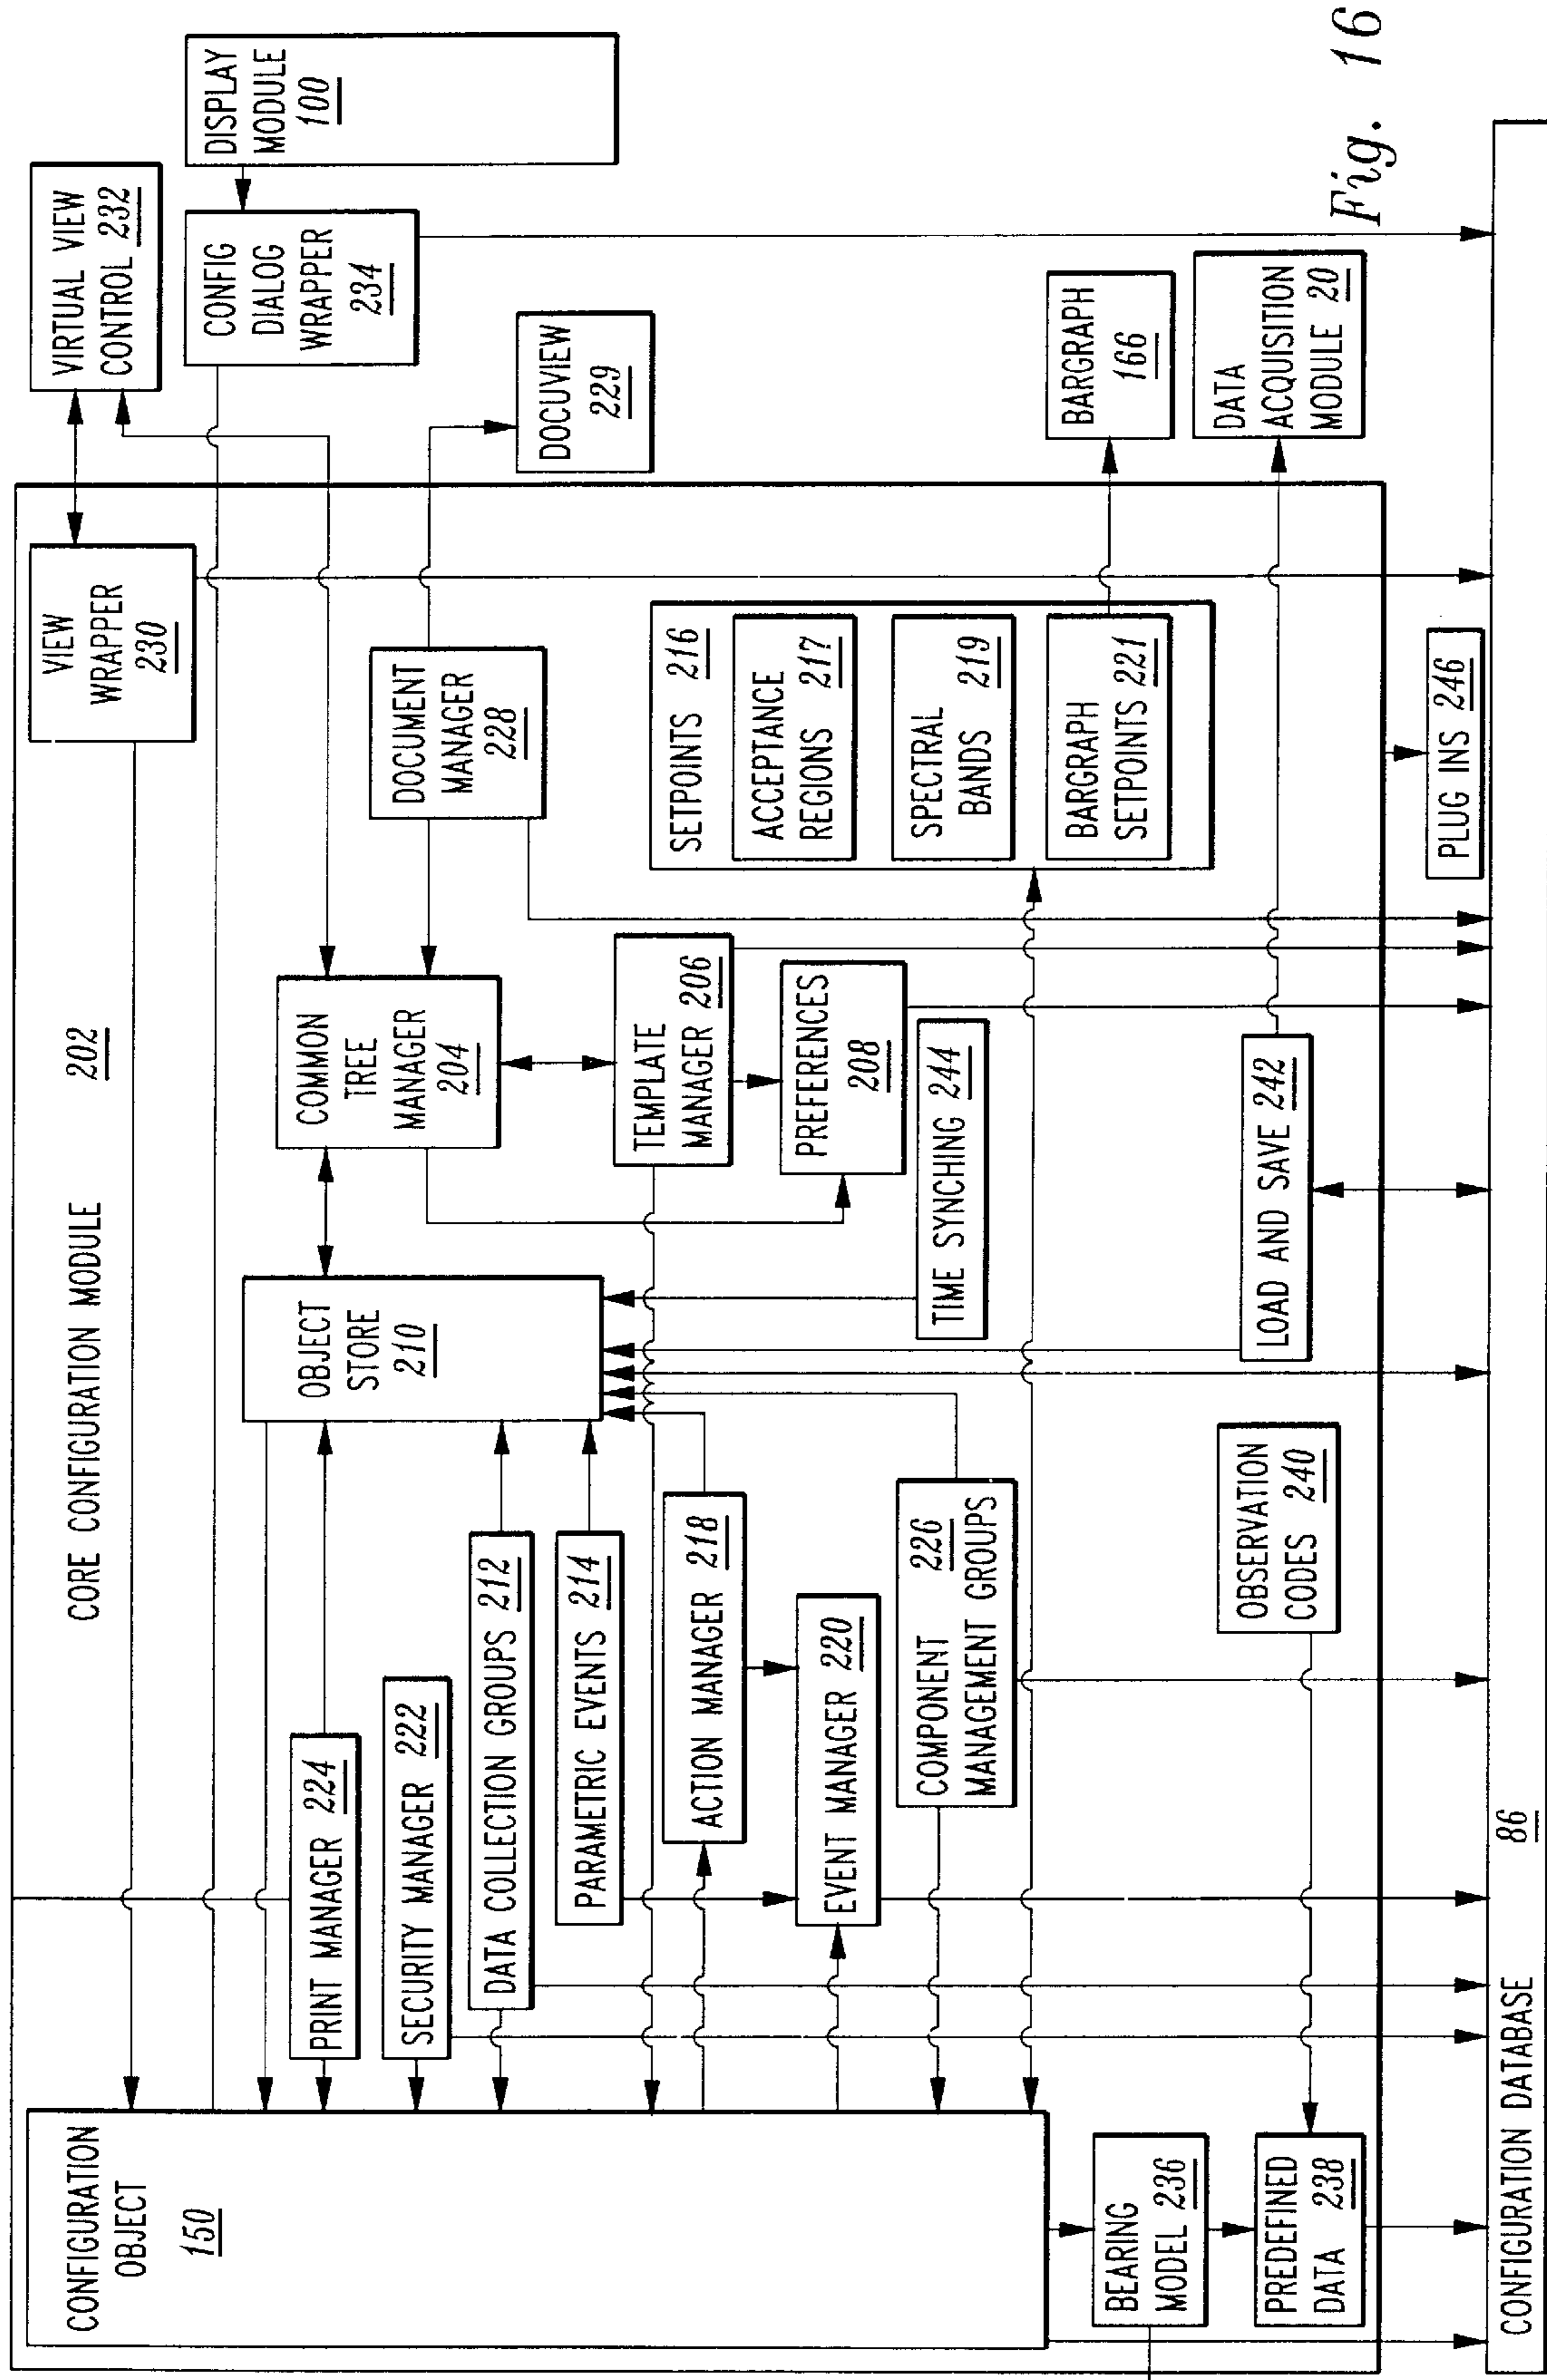 CORE CONFIGURATION MODULE 202
CONFIGURATION
OBJECT
150
PRINT MANAGER 224
SECURITY MANAGER 222
DATA COLLECTION GROUPS 212
PARAMETRIC EVENTS 214
ACTION MANAGER 218
EVENT MANAGER 220
COMPONENT 226
MANAGEMENT GROUPS
OBJECT
STORE
210
COMMON
TREE
MANAGER
204
TEMPLATE
MANAGER 206
PREFERENCES
208
TIME SYNCHING 244
VIEW
WRAPPER
230
DOCUMENT
MANAGER
228
SETPOINTS 216
ACCEPTANCE
REGIONS 217
SPECTRAL
BANDS 219
BARGRAPH
SETPOINTS 221
VIRTUAL VIEW
CONTROL 232
CONFIG
DIALOG
WRAPPER
234
DISPLAY
MODULE
100
DOCUVIEW
229
BARGRAPH
166
DATA
ACQUISITION
MODULE 20
BEARING
MODEL 236
PREDEFINED
DATA 238
OBSERVATION
CODES 240
LOAD AND SAVE 242
PLUG INS 246
CONFIGURATION DATABASE 86
Fig. 16